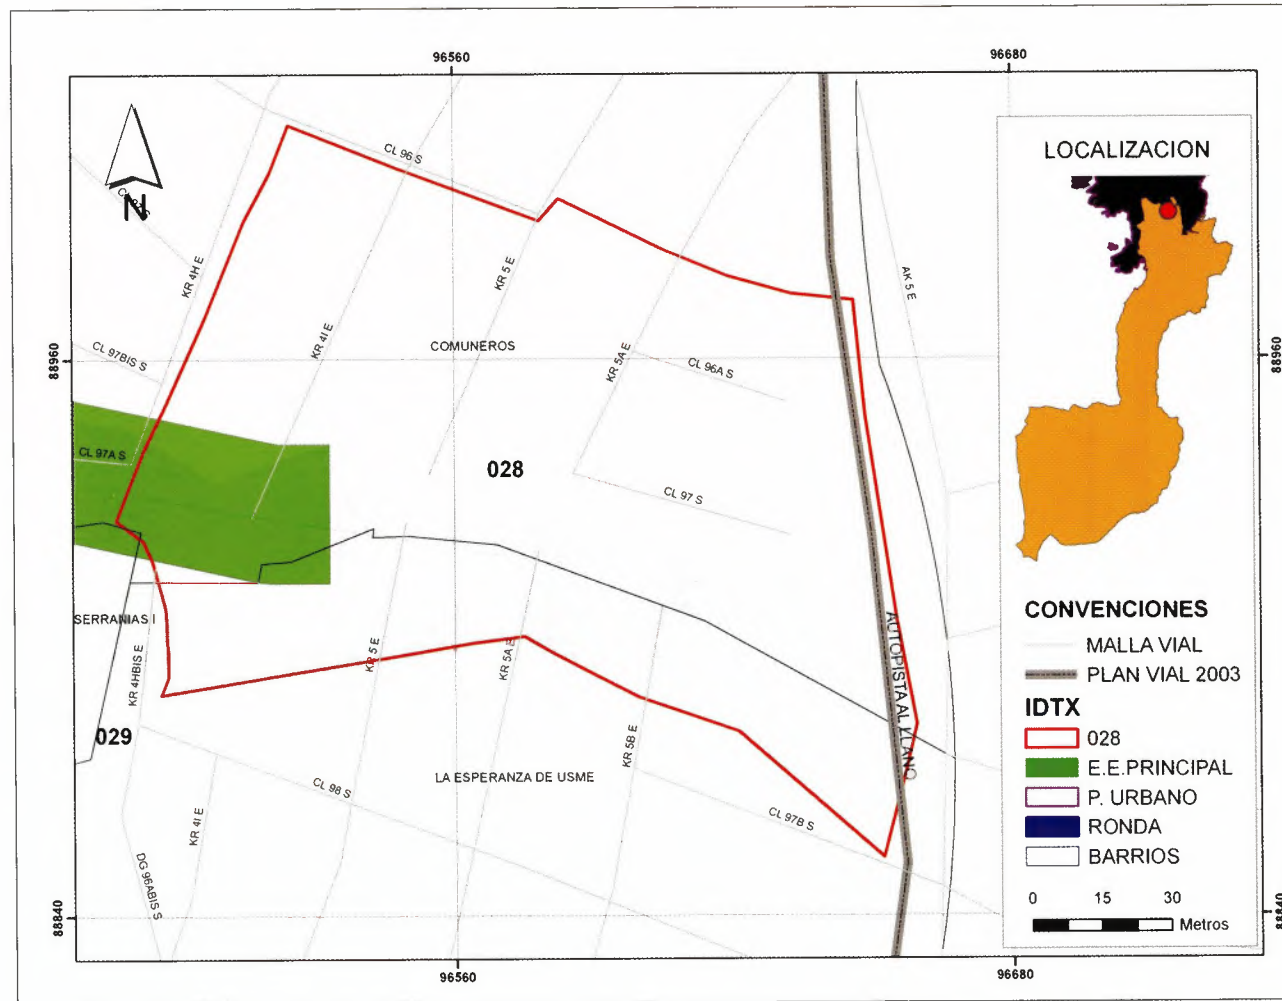 96560
96680
N
CL 96 S
KR 4H E
KR 4I E
KR 5 E
AK 5 E
88960
CL 97BIS S
COMUNEROS
KR 5A E
CL 96A S
88960
CL 97A S
028
CL 97 S
SERRANIAS I
KR 4HBIS E
KR 5 E
KR 5A E
KR 5B E
AUTOPISTA AL LLANO
029
LA ESPERANZA DE USME
CL 98 S
CL 97B S
KR 4I E
DG 96ABIS S
88840
88840
96560
96680
LOCALIZACION
CONVENCIONES
MALLA VIAL
PLAN VIAL 2003
IDTX
028
E.E.PRINCIPAL
P. URBANO
RONDA
BARRIOS
0 15 30
Metros